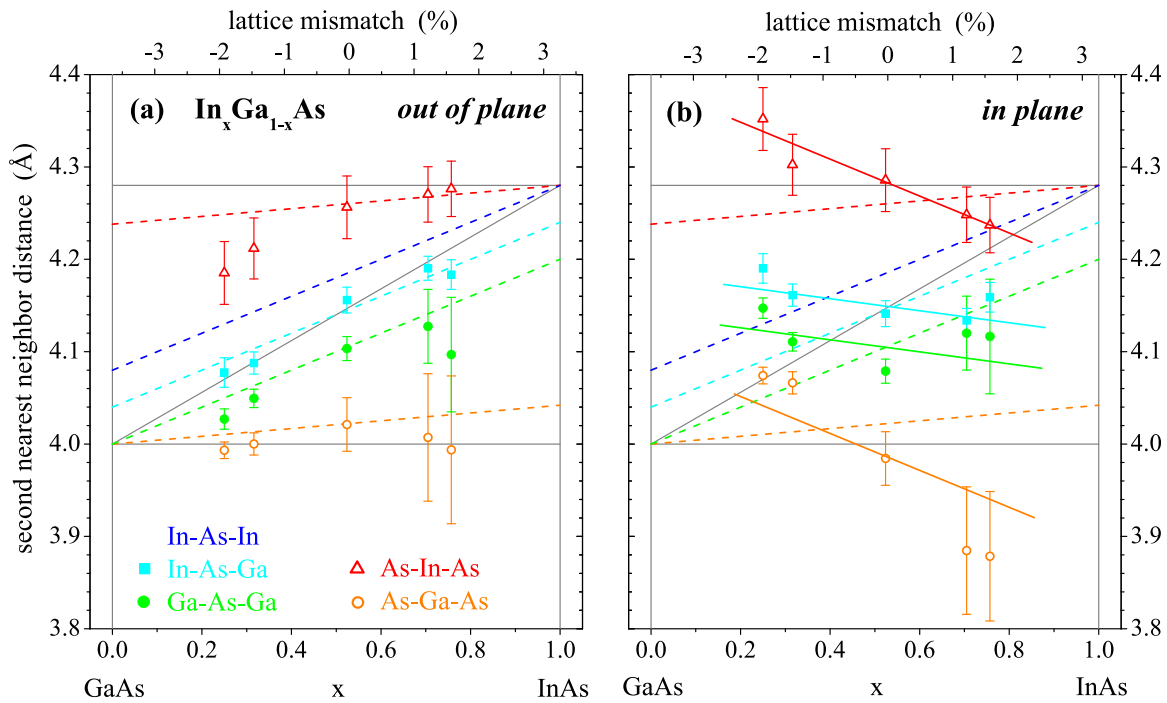 lattice mismatch (%)
lattice mismatch (%)
-3 -2 -1 0 1 2 3
-3 -2 -1 0 1 2 3
4.4
4.4
(a) InxGa1-xAs out of plane
(b) in plane
4.3
4.3
4.2
4.2
4.1
4.1
4.0
4.0
3.9
3.9
3.8
3.8
second nearest neighbor distance (Å)
In-As-In
In-As-Ga
As-In-As
Ga-As-Ga
As-Ga-As
0.0 0.2 0.4 0.6 0.8 1.0
0.0 0.2 0.4 0.6 0.8 1.0
GaAs x InAs
GaAs x InAs